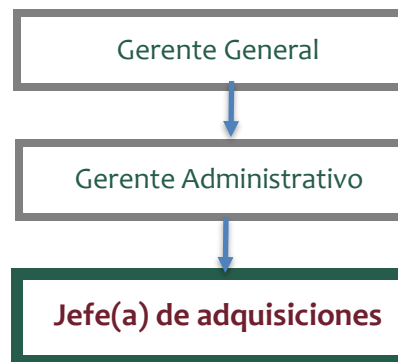 Gerente General
Gerente Administrativo
Jefe(a) de adquisiciones